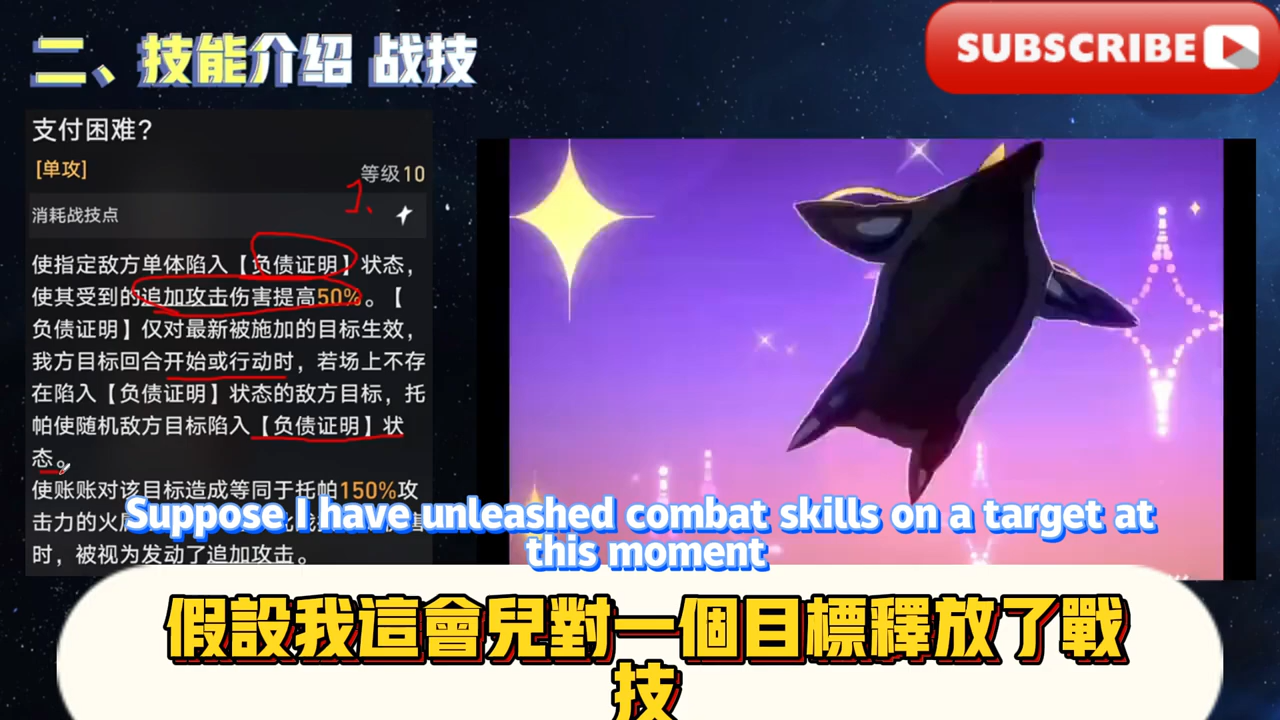 二、技能介绍 战技
SUBSCRIBE
支付困难?
[单攻]
等级10
1、
消耗战技点
使指定敌方单体陷入【负债证明】状态，
使其受到的追加攻击伤害提高50%。【
负债证明】仅对最新被施加的目标生效，
我方目标回合开始或行动时，若场上不存
在陷入【负债证明】状态的敌方目标，托
帕使随机敌方目标陷入【负债证明】状
态。
使账账对该目标造成等同于托帕150%攻
击力的火
时，被视为发动了追加攻击。
Suppose I have unleashed combat skills on a target at
this moment
假設我這會兒對一個目標釋放了戰
技